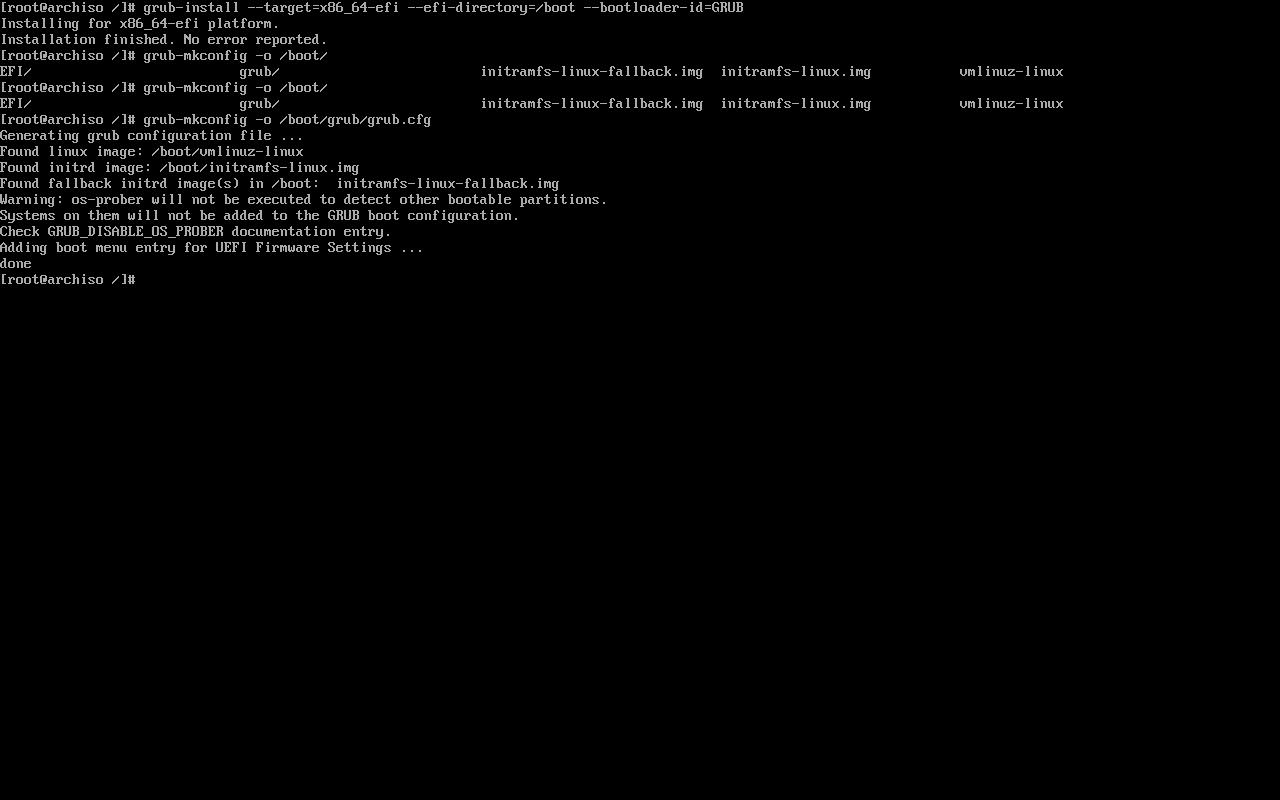 [root@archiso /]# grub-install --target=x86_64-efi --efi-directory=/boot --bootloader-id=GRUB
Installing for x86_64-efi platform.
Installation finished. No error reported.
[root@archiso /]# grub-mkconfig -o /boot/
EFI/ grub/ initramfs-linux-fallback.img initramfs-linux.img vmlinuz-linux
[root@archiso /]# grub-mkconfig -o /boot/
EFI/ grub/ initramfs-linux-fallback.img initramfs-linux.img vmlinuz-linux
[root@archiso /]# grub-mkconfig -o /boot/grub/grub.cfg
Generating grub configuration file ...
Found linux image: /boot/vmlinuz-linux
Found initrd image: /boot/initramfs-linux.img
Found fallback initrd image(s) in /boot:  initramfs-linux-fallback.img
Warning: os-prober will not be executed to detect other bootable partitions.
Systems on them will not be added to the GRUB boot configuration.
Check GRUB_DISABLE_OS_PROBER documentation entry.
Adding boot menu entry for UEFI Firmware Settings ...
done
[root@archiso /]#